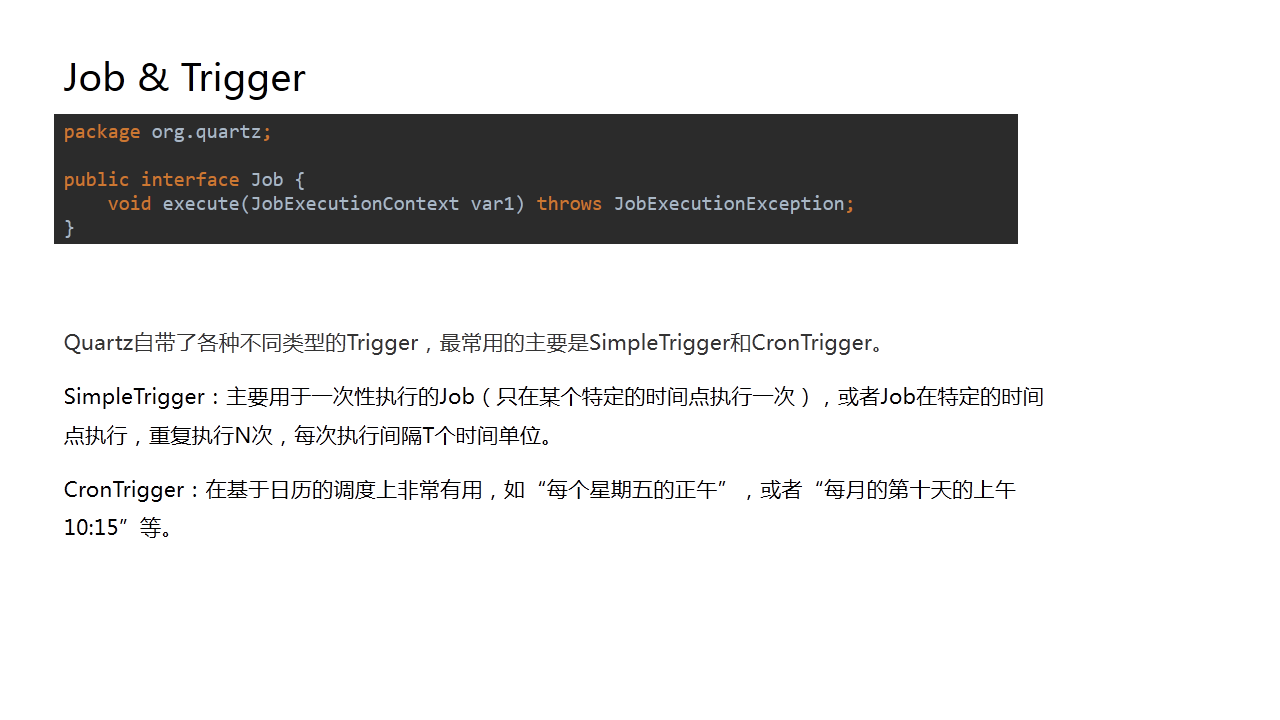 Job & Trigger
package org.quartz;
public interface Job {
    void execute(JobExecutionContext var1) throws JobExecutionException;
}
Quartz自带了各种不同类型的Trigger，最常用的主要是SimpleTrigger和CronTrigger。
SimpleTrigger：主要用于一次性执行的Job（只在某个特定的时间点执行一次），或者Job在特定的时间
点执行，重复执行N次，每次执行间隔T个时间单位。
CronTrigger：在基于日历的调度上非常有用，如“每个星期五的正午”，或者“每月的第十天的上午
10:15”等。